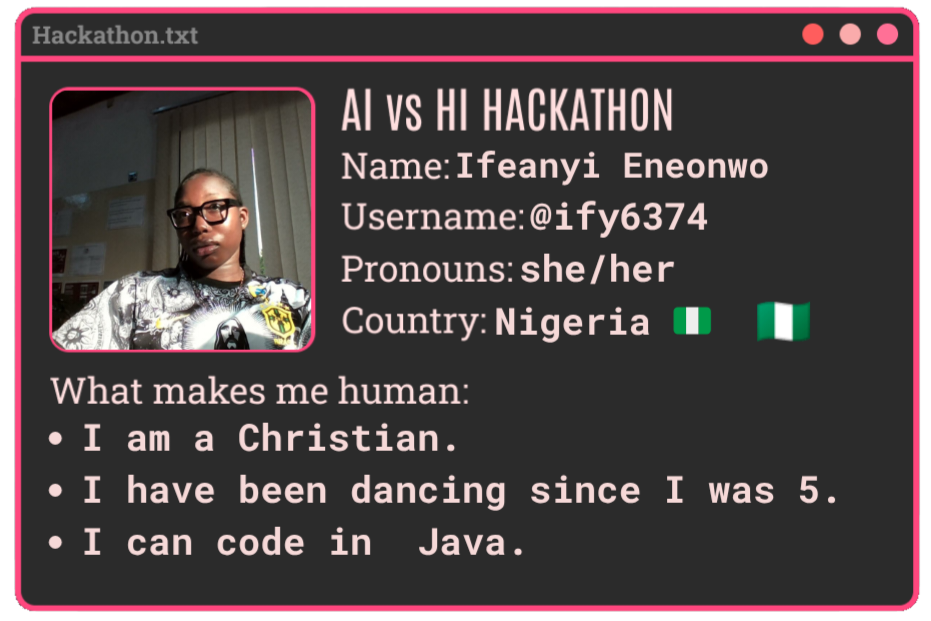 Hackathon.txt
AI vs HI HACKATHON
Name: Ifeanyi Eneonwo
Username: @ify6374
Pronouns: she/her
Country: Nigeria 🇳🇬 🇳🇬
What makes me human:
• I am a Christian.
• I have been dancing since I was 5.
• I can code in  Java.